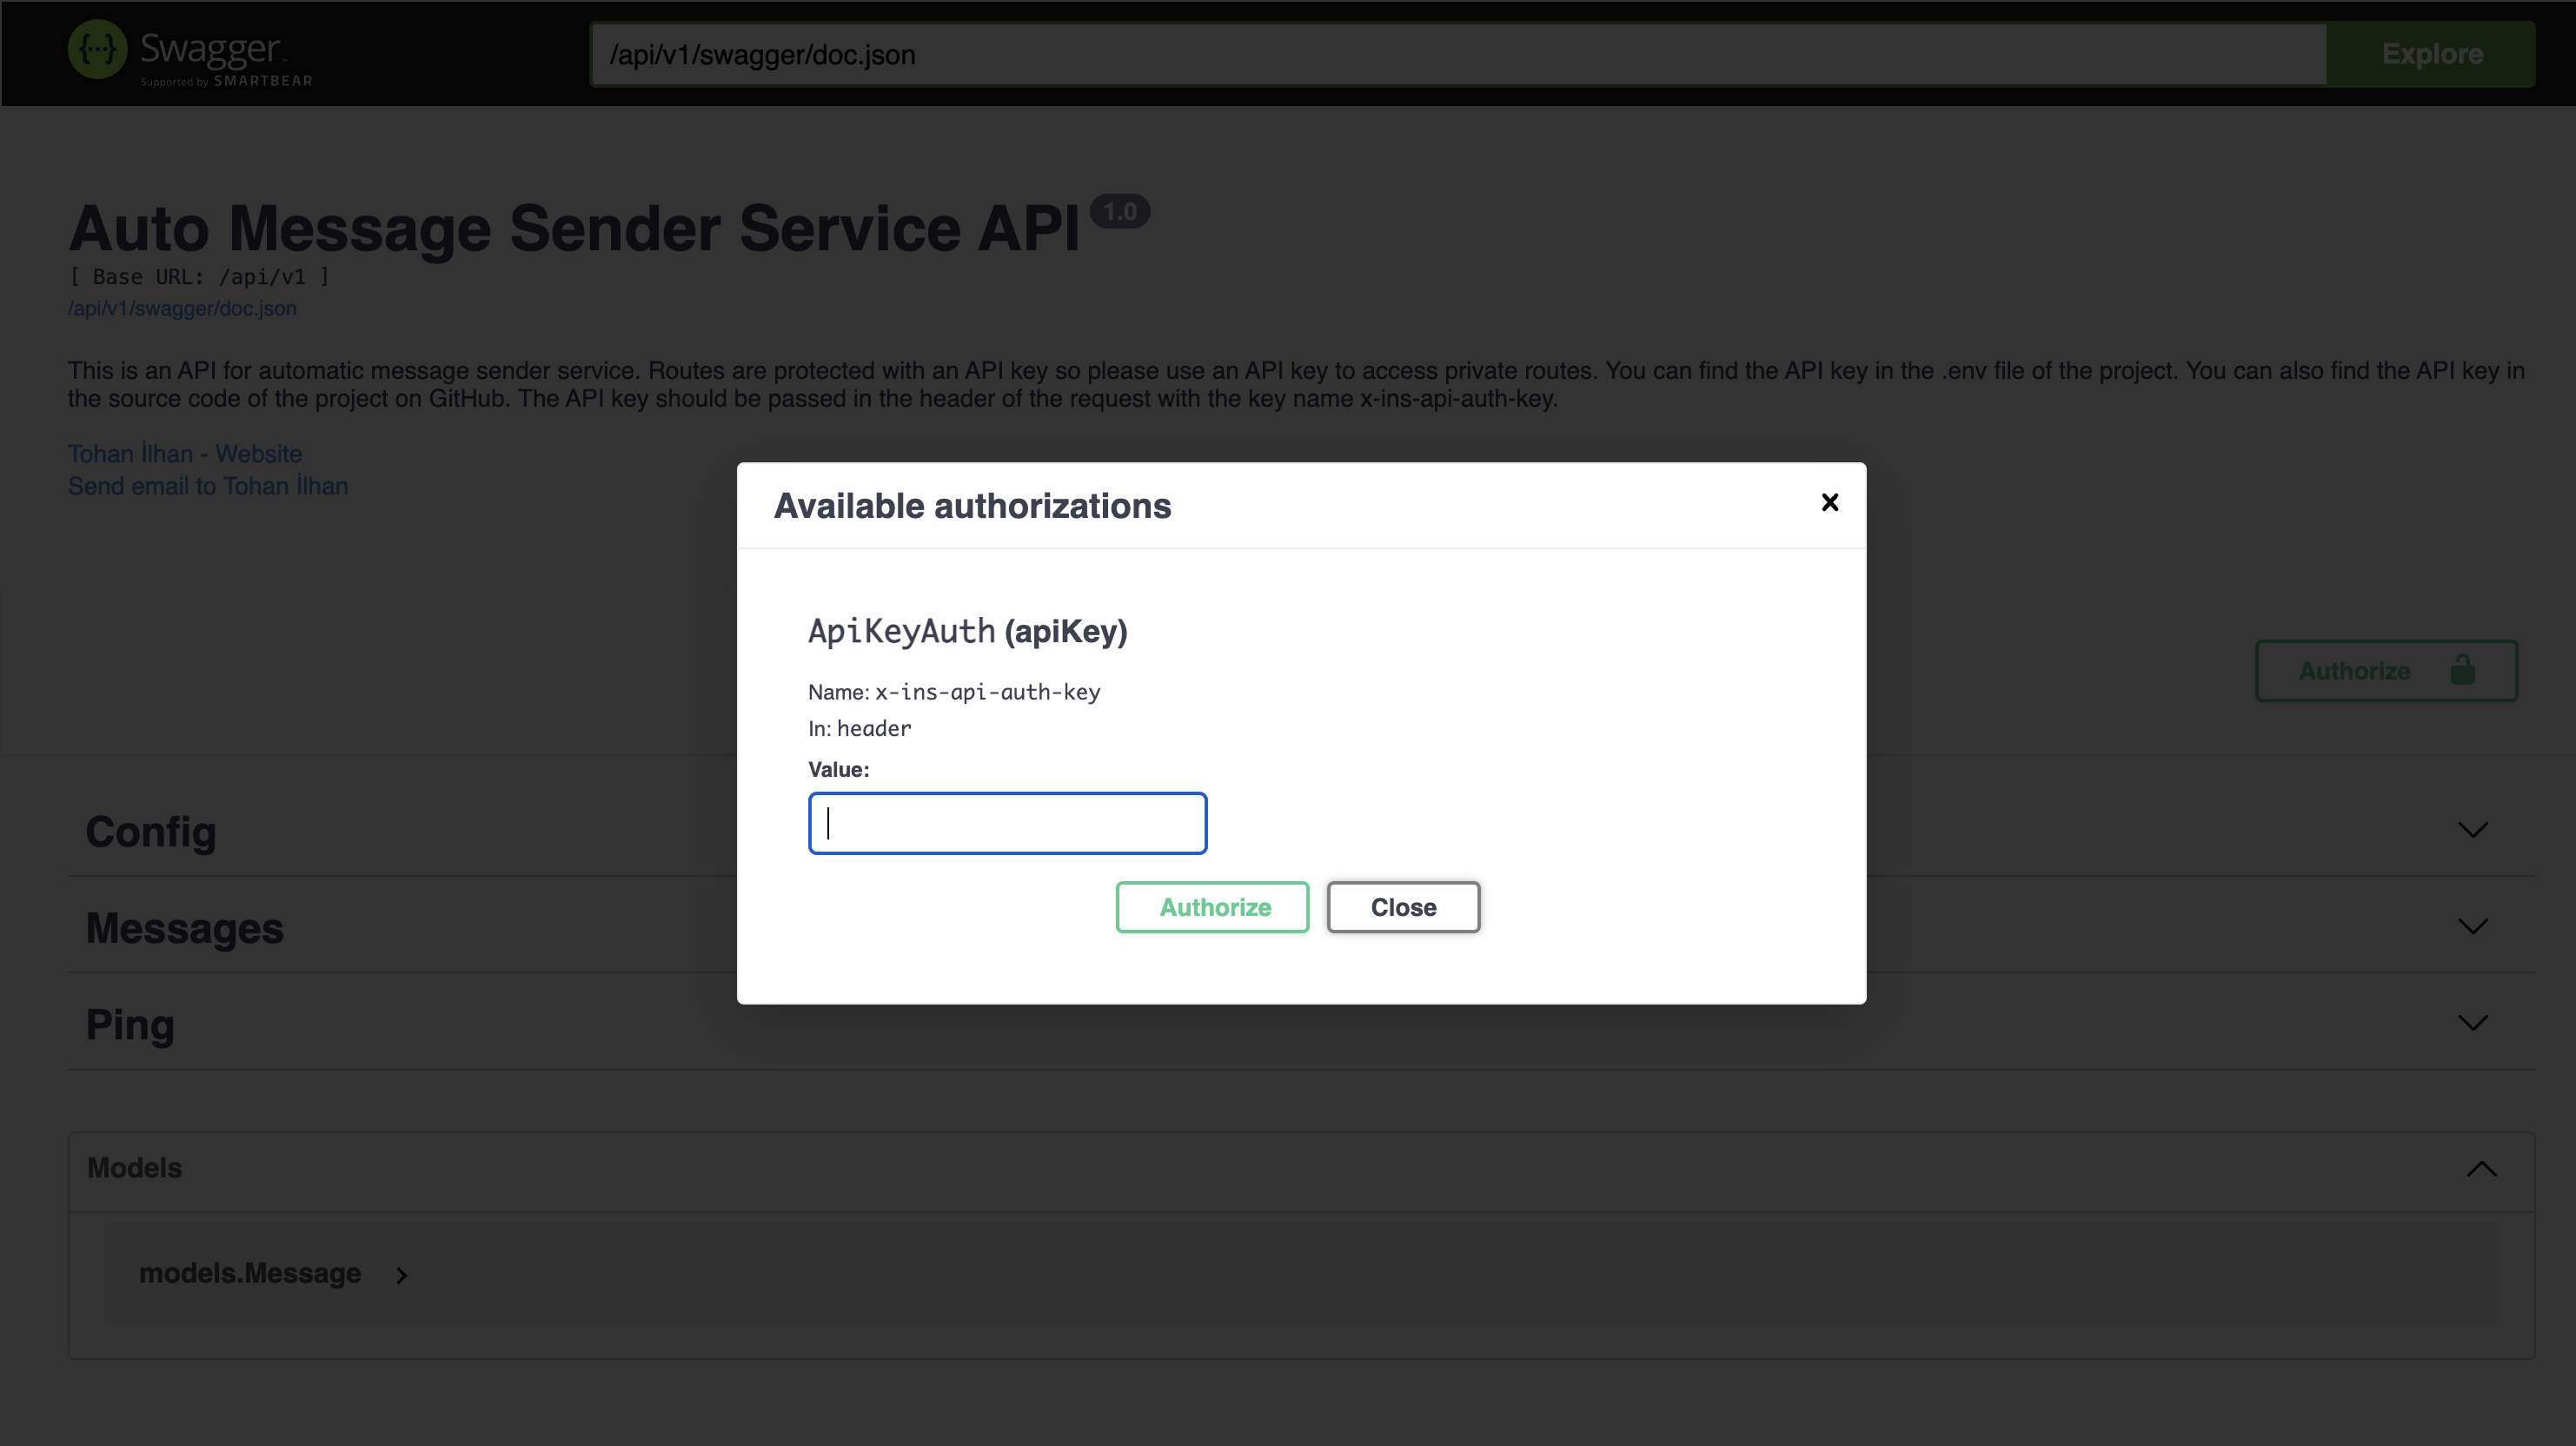 Swagger™
Supported by SMARTBEAR
/api/v1/swagger/doc.json
Explore
Auto Message Sender Service API 1.0
[ Base URL: /api/v1 ]
/api/v1/swagger/doc.json
This is an API for automatic message sender service. Routes are protected with an API key so please use an API key to access private routes. You can find the API key in the .env file of the project. You can also find the API key in
the source code of the project on GitHub. The API key should be passed in the header of the request with the key name x-ins-api-auth-key.
Tohan İlhan - Website
Send email to Tohan İlhan
Available authorizations
ApiKeyAuth (apiKey)
Name: x-ins-api-auth-key
In: header
Value:
Authorize
Close
Authorize
Config
Messages
Ping
Models
models.Message